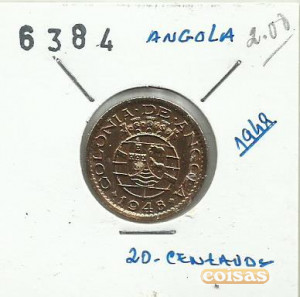 6384
ANGOLA
2.00
COLONIA·DE·ANGOLA
1948
1948
20-CENTAVOS
coisas